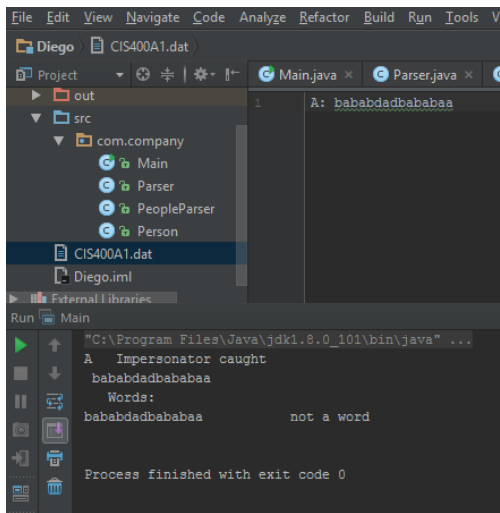 File Edit View Navigate Code Analyze Refactor Build Run Tools
Diego CIS400A1.dat
Project Main.java Parser.java
out
1 A: bababdadbababaa
src
com.company
Main
Parser
PeopleParser
Person
CIS400A1.dat
Diego.iml
External Libraries
Run Main
"C:\Program Files\Java\jdk1.8.0_101\bin\java" ...
A Impersonator caught
bababdadbababaa
Words:
bababdadbababaa not a word
Process finished with exit code 0